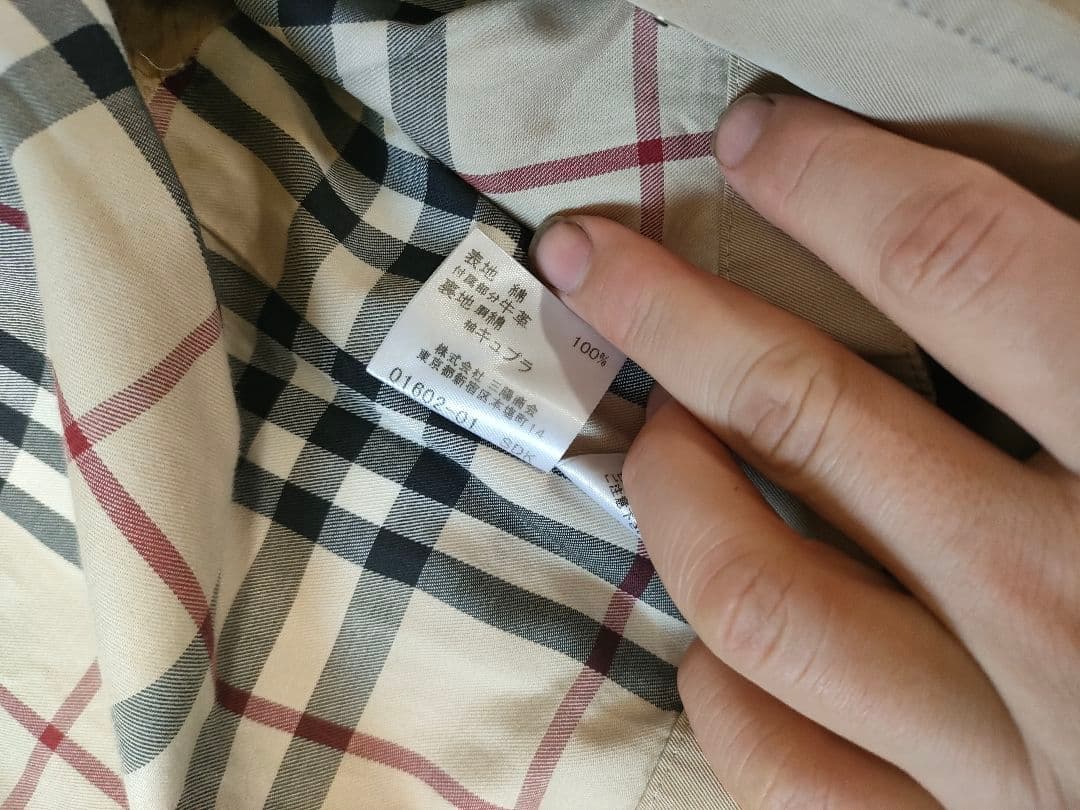 表地 綿
付属部分牛革
裏地 胴綿 100%
袖キュプラ
株式会社 三陽商会
東京都新宿区本塩町14
01602-01 SDK